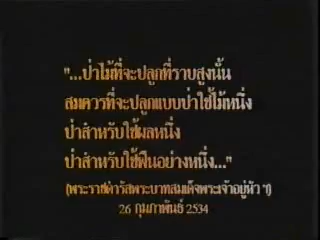 "...ป่าไม้ที่จะปลูกที่ราบสูงนั้น
สมควรที่จะปลูกแบบป่าใช้ไม้หนึ่ง
ป่าสำหรับใช้ผลหนึ่ง
ป่าสำหรับใช้ฟืนอย่างหนึ่ง..."
(พระราชดำรัสพระบาทสมเด็จพระเจ้าอยู่หัว ฯ)
26 กุมภาพันธ์ 2534